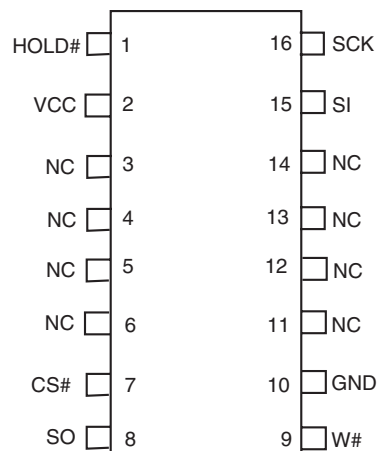 HOLD# 1 16 SCK
VCC 2 15 SI
NC 3 14 NC
NC 4 13 NC
NC 5 12 NC
NC 6 11 NC
CS# 7 10 GND
SO 8 9 W#